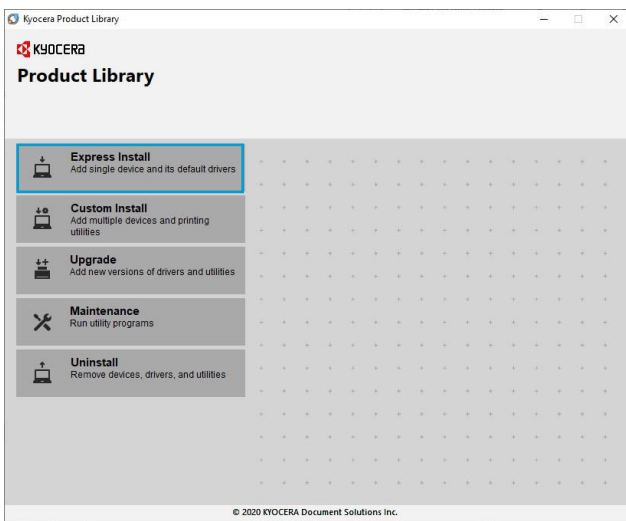 Kyocera Product Library
KYOCERA
Product Library
Express Install
Add single device and its default drivers
Custom Install
Add multiple devices and printing
utilities
Upgrade
Add new versions of drivers and utilities
Maintenance
Run utility programs
Uninstall
Remove devices, drivers, and utilities
© 2020 KYOCERA Document Solutions Inc.